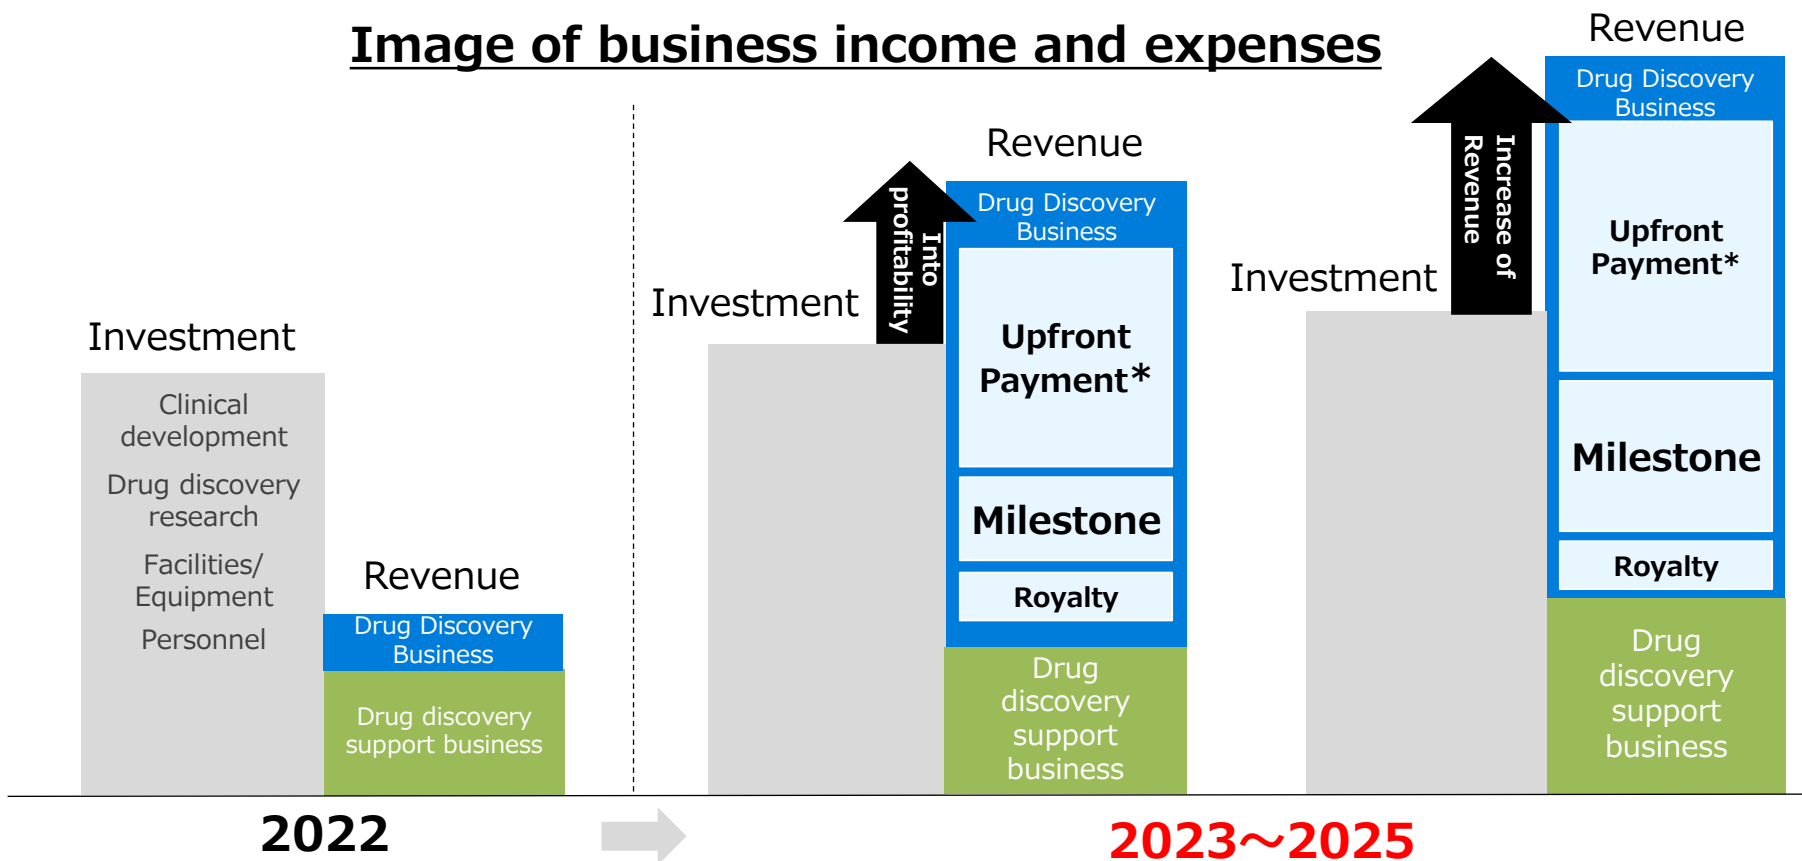 Image of business income and expenses
Investment
Clinical
development
Drug discovery
research
Facilities/
Equipment
Personnel
Revenue
Drug Discovery
Business
Drug discovery
support business
2022
Investment
Into
profitability
Revenue
Drug Discovery
Business
Upfront
Payment*
Milestone
Royalty
Drug
discovery
support
business
Investment
Increase of
Revenue
Revenue
Drug Discovery
Business
Upfront
Payment*
Milestone
Royalty
Drug
discovery
support
business
2023～2025